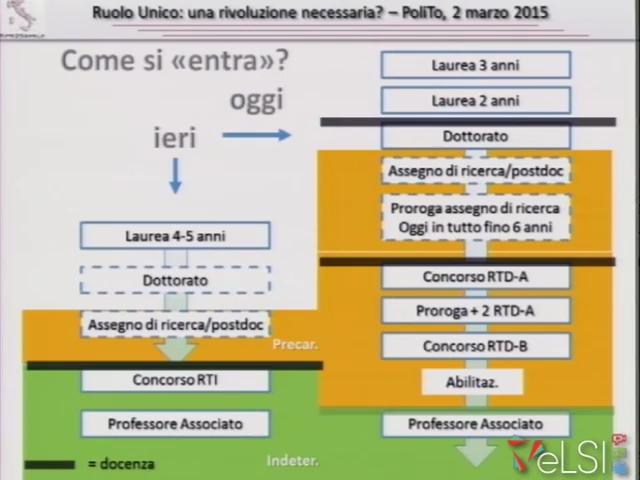 Ruolo Unico: una rivoluzione necessaria? – PoliTo, 2 marzo 2015
Come si «entra»?
oggi
ieri
Laurea 4-5 anni
Dottorato
Assegno di ricerca/postdoc
Precar.
Concorso RTI
Professore Associato
Indeter.
= docenza
Laurea 3 anni
Laurea 2 anni
Dottorato
Assegno di ricerca/postdoc
Proroga assegno di ricerca
Oggi in tutto fino 6 anni
Concorso RTD-A
Proroga + 2 RTD-A
Concorso RTD-B
Abilitaz.
Professore Associato
eLSI